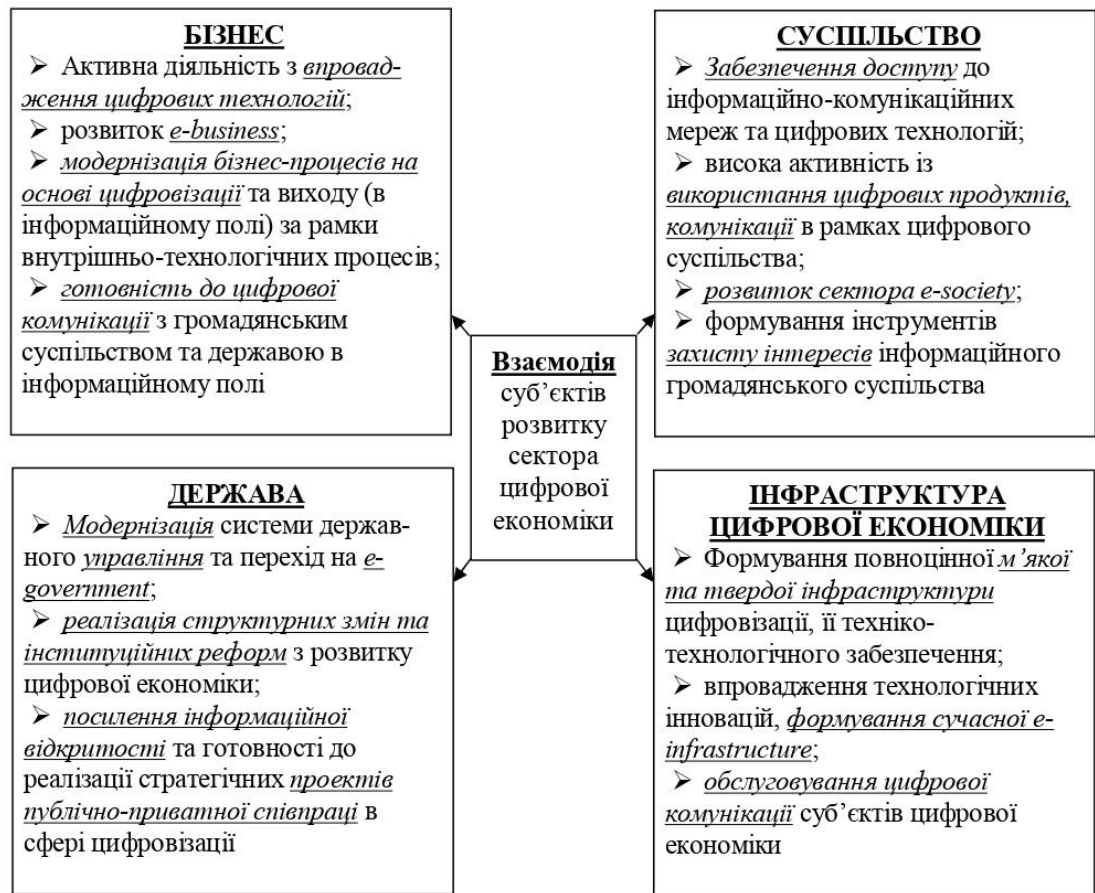 БІЗНЕС
➢ Активна діяльність з впровад-
ження цифрових технологій;
➢ розвиток e-business;
➢ модернізація бізнес-процесів на
основі цифровізації та виходу (в
інформаційному полі) за рамки
внутрішньо-технологічних процесів;
➢ готовність до цифрової
комунікації з громадянським
суспільством та державою в
інформаційному полі
СУСПІЛЬСТВО
➢ Забезпечення доступу до
інформаційно-комунікаційних
мереж та цифрових технологій;
➢ висока активність із
використання цифрових продуктів,
комунікації в рамках цифрового
суспільства;
➢ розвиток сектора e-society;
➢ формування інструментів
захисту інтересів інформаційного
громадянського суспільства
Взаємодія
суб’єктів
розвитку
сектора
цифрової
економіки
ДЕРЖАВА
➢ Модернізація системи держав-
ного управління та перехід на e-
government;
➢ реалізація структурних змін та
інституційних реформ з розвитку
цифрової економіки;
➢ посилення інформаційної
відкритості та готовності до
реалізації стратегічних проектів
публічно-приватної співпраці в
сфері цифровізації
ІНФРАСТРУКТУРА
ЦИФРОВОЇ ЕКОНОМІКИ
➢ Формування повноцінної м’якої
та твердої інфраструктури
цифровізації, її техніко-
технологічного забезпечення;
➢ впровадження технологічних
інновацій, формування сучасної e-
infrastructure;
➢ обслуговування цифрової
комунікації суб’єктів цифрової
економіки